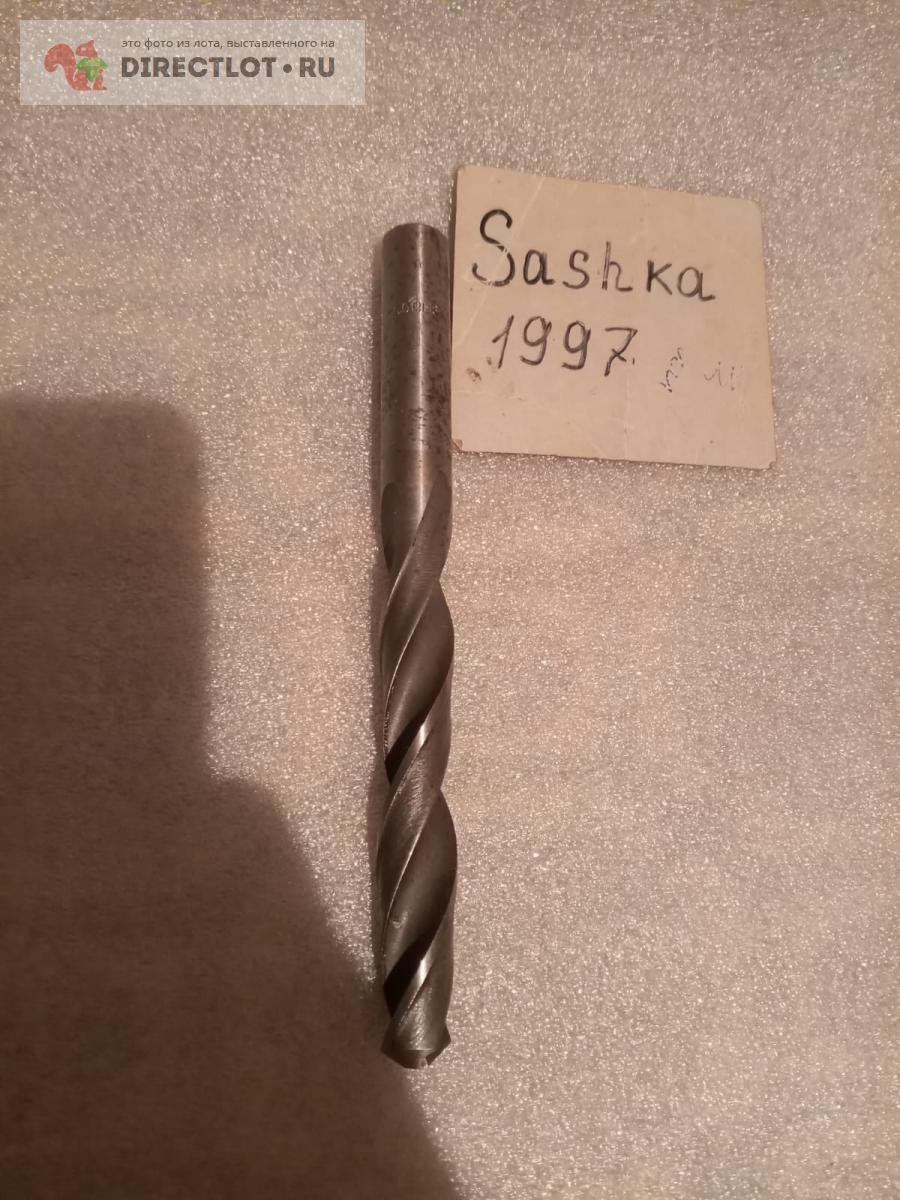 это фото из лота, выставленного на
DIRECTLOT.RU
Sashka
1997